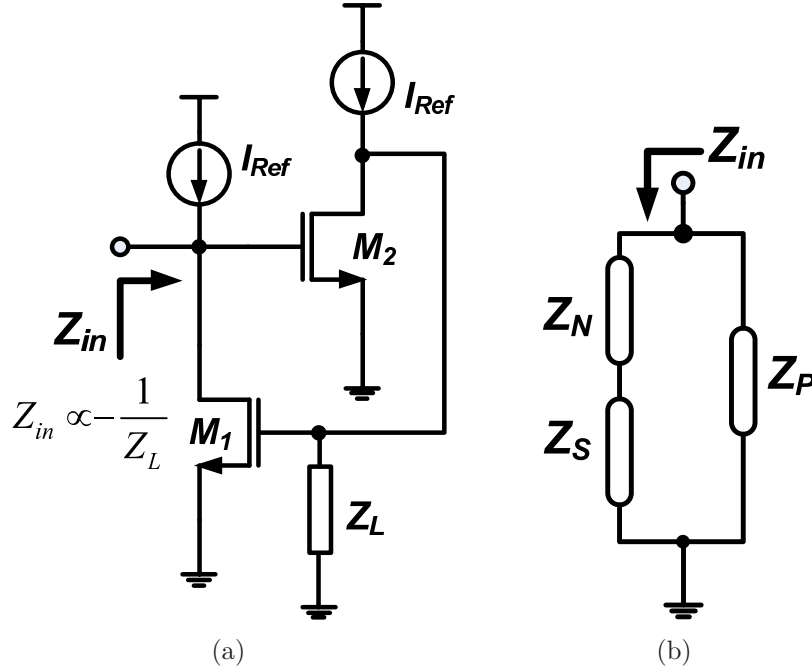 I_Ref
I_Ref
Z_in
M_2
Z_in
Z_N
Z_P
Z_in ∝ - 1/Z_L
M_1
Z_S
Z_L
(a)
(b)